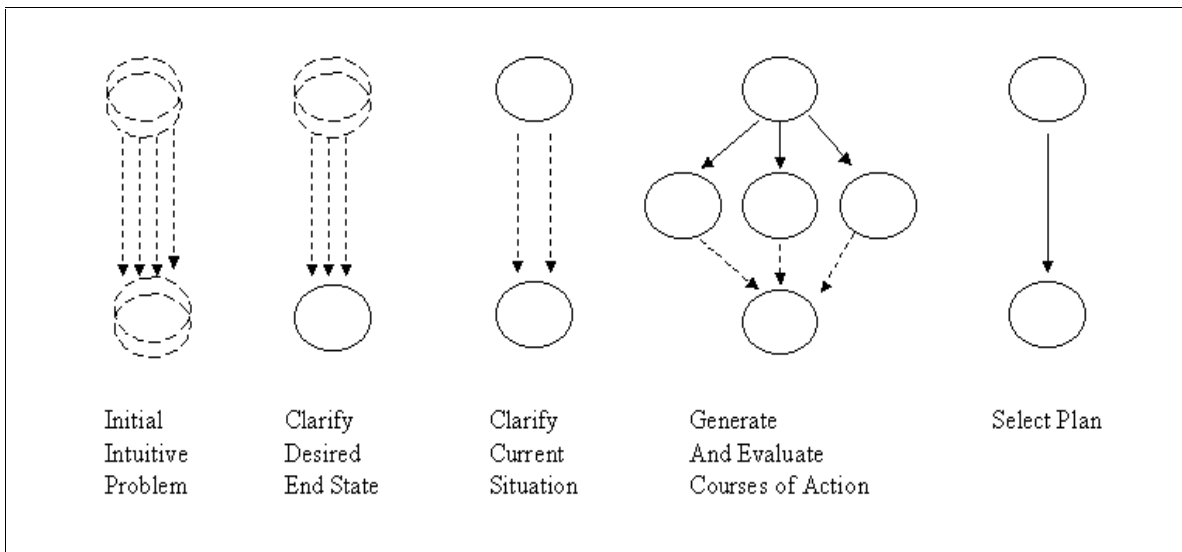 Initial
Intuitive
Problem
Clarify
Desired
End State
Clarify
Current
Situation
Generate
And Evaluate
Courses of Action
Select Plan